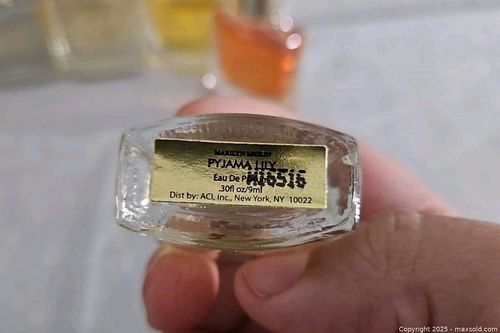 MARILYN MIGLIN
PYJAMA LILY
Eau De
M16516
.30fl oz/9ml
Dist by: ACI, Inc., New York, NY 10022
Copyright 2025 - maxsold.com